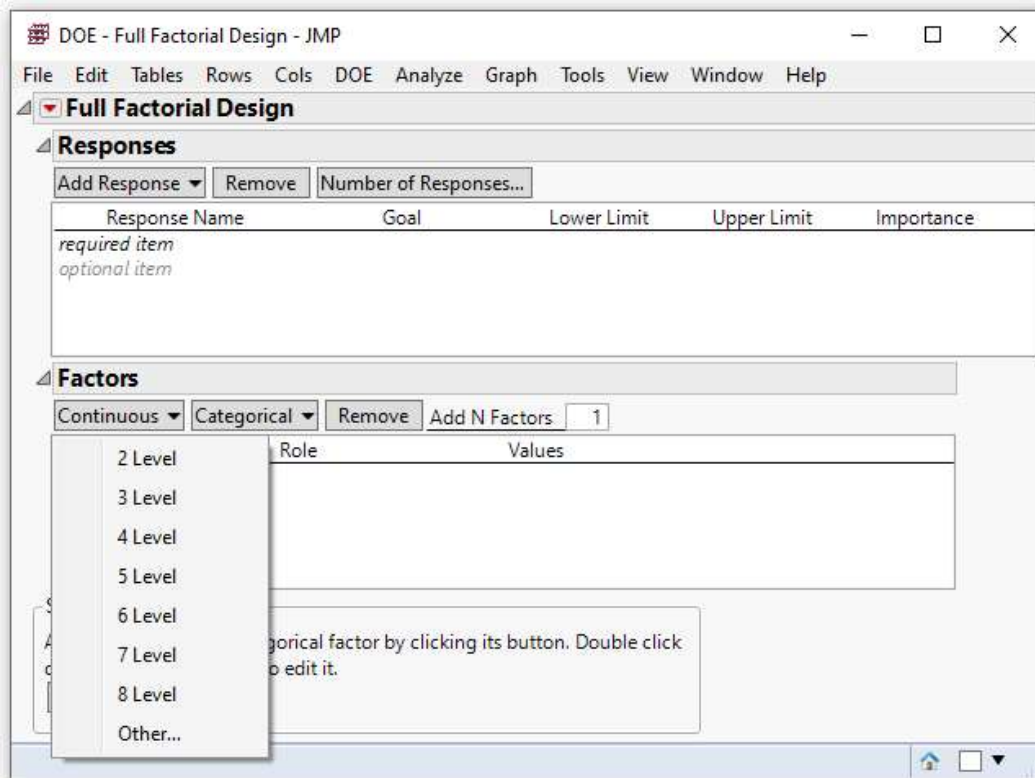 DOE - Full Factorial Design - JMP
File Edit Tables Rows Cols DOE Analyze Graph Tools View Window Help
Full Factorial Design
Responses
Add Response Remove Number of Responses...
Response Name Goal Lower Limit Upper Limit Importance
required item
optional item
Factors
Continuous Categorical Remove Add N Factors 1
Role Values
2 Level
3 Level
4 Level
5 Level
6 Level
7 Level
8 Level
Other...
gorical factor by clicking its button. Double click
o edit it.